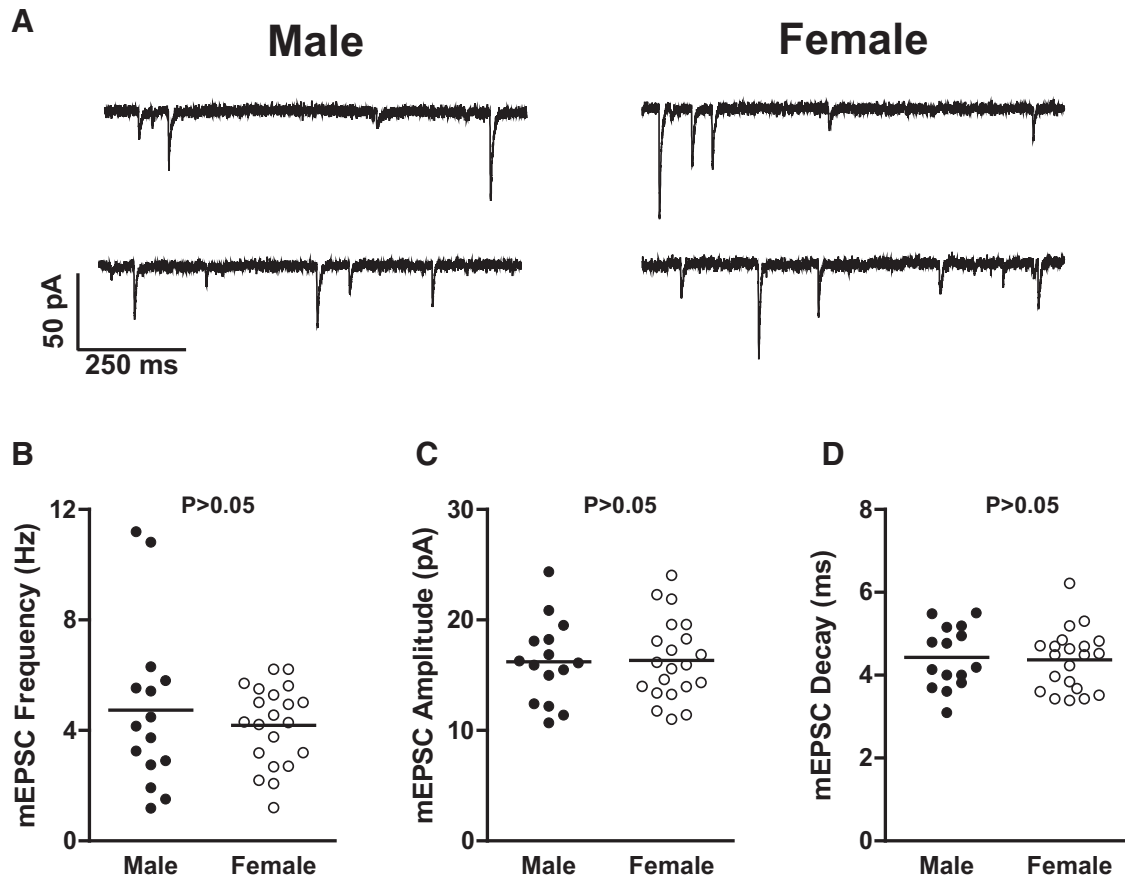 A
Male Female
50 pA
250 ms
B C D
P>0.05 P>0.05 P>0.05
mEPSC Frequency (Hz)
12
8
4
0
Male Female
mEPSC Amplitude (pA)
30
20
10
0
Male Female
mEPSC Decay (ms)
8
6
4
2
0
Male Female